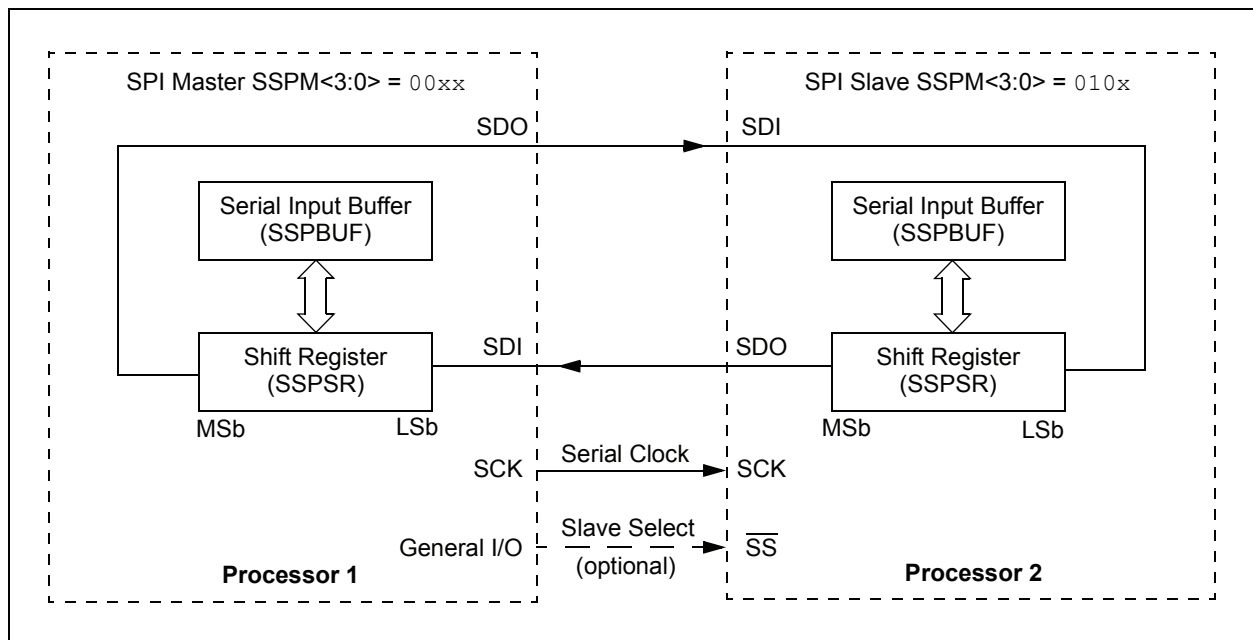 SPI Master SSPM<3:0> = 00xx
SPI Slave SSPM<3:0> = 010x
SDO
SDI
Serial Input Buffer
(SSPBUF)
Serial Input Buffer
(SSPBUF)
Shift Register
(SSPSR)
SDI
SDO
Shift Register
(SSPSR)
MSb
LSb
MSb
LSb
SCK
Serial Clock
SCK
General I/O
Slave Select
(optional)
S̅S̅
Processor 1
Processor 2